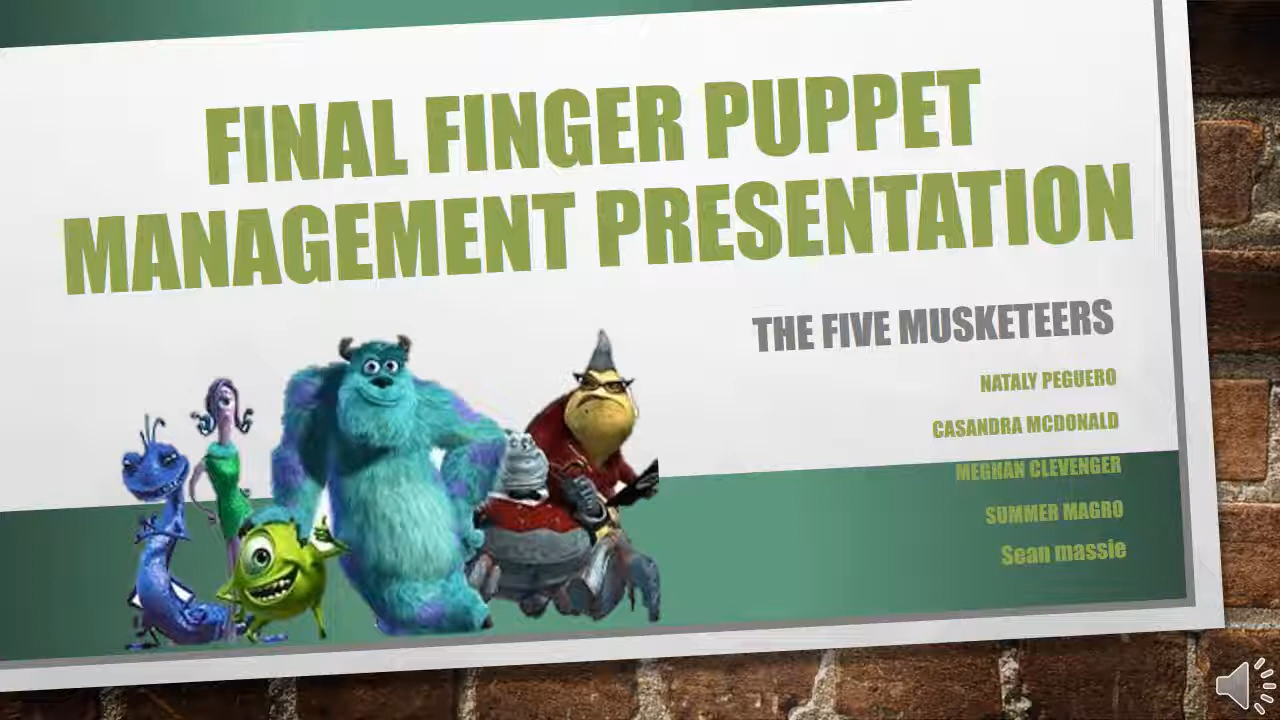 FINAL FINGER PUPPET
MANAGEMENT PRESENTATION
THE FIVE MUSKETEERS
NATALY PEGUERO
CASANDRA MCDONALD
MEGHAN CLEVENGER
SUMMER MAGRO
Sean massie